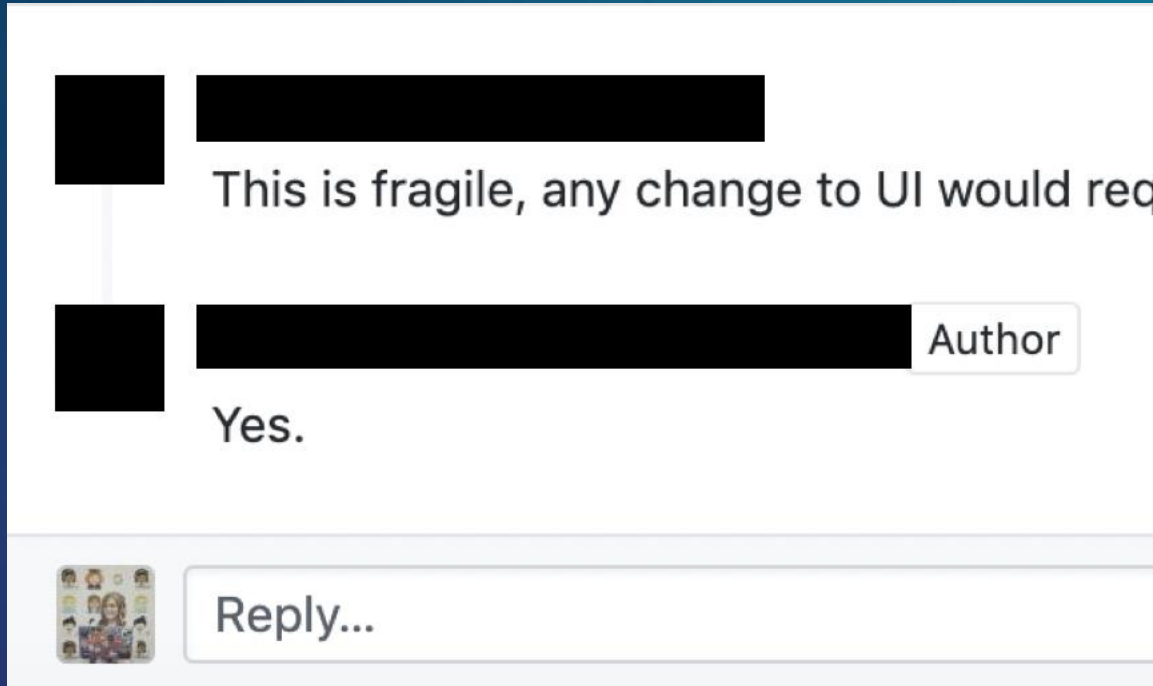 This is fragile, any change to UI would req
Author
Yes.
Reply...